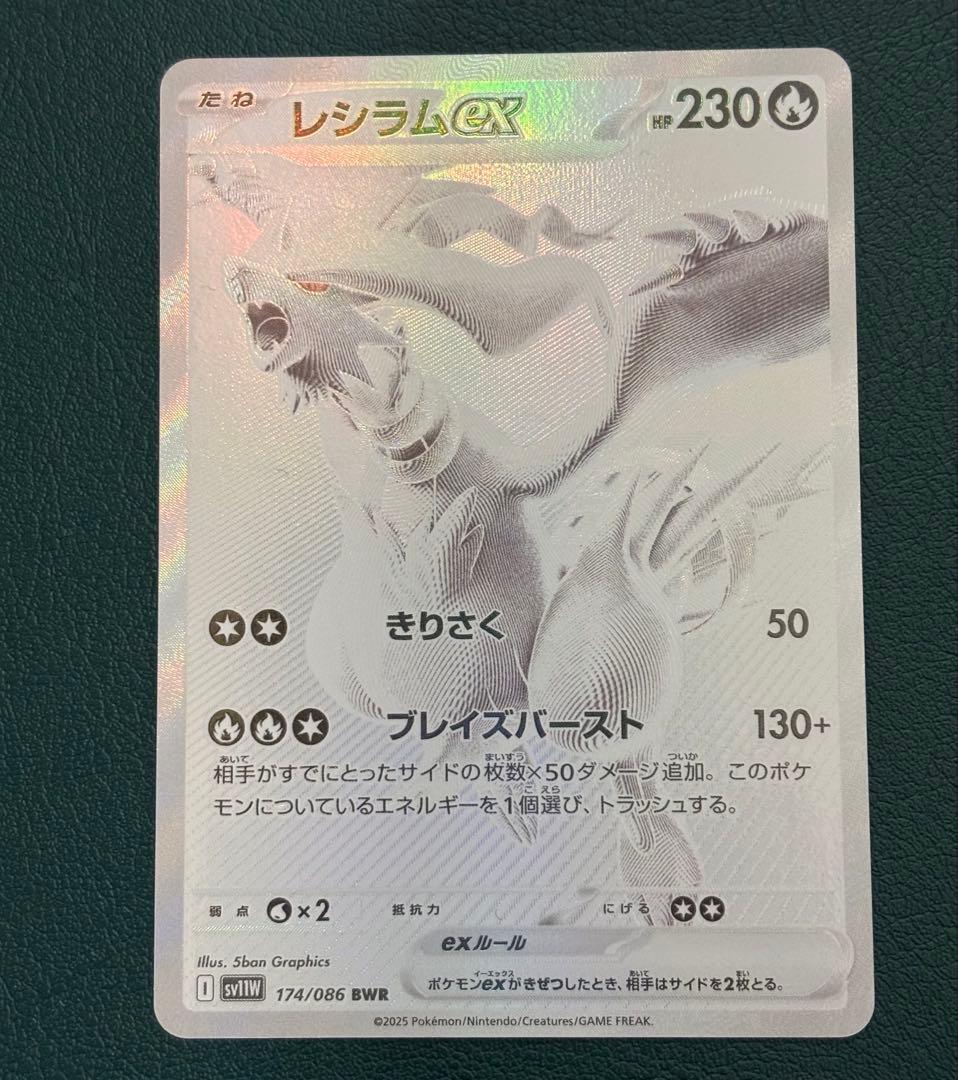 たね レシラムex HP230
きりさく 50
ブレイズバースト 130+
相手がすでにとったサイドの枚数×50ダメージ追加。このポケ
モンについているエネルギーを1個選び、トラッシュする。
弱点 ×2 抵抗力 にげる
exルール
ポケモンexがきぜつしたとき、相手はサイドを2枚とる。
Illus. 5ban Graphics
I sv11W 174/086 BWR
©2025 Pokémon/Nintendo/Creatures/GAME FREAK.